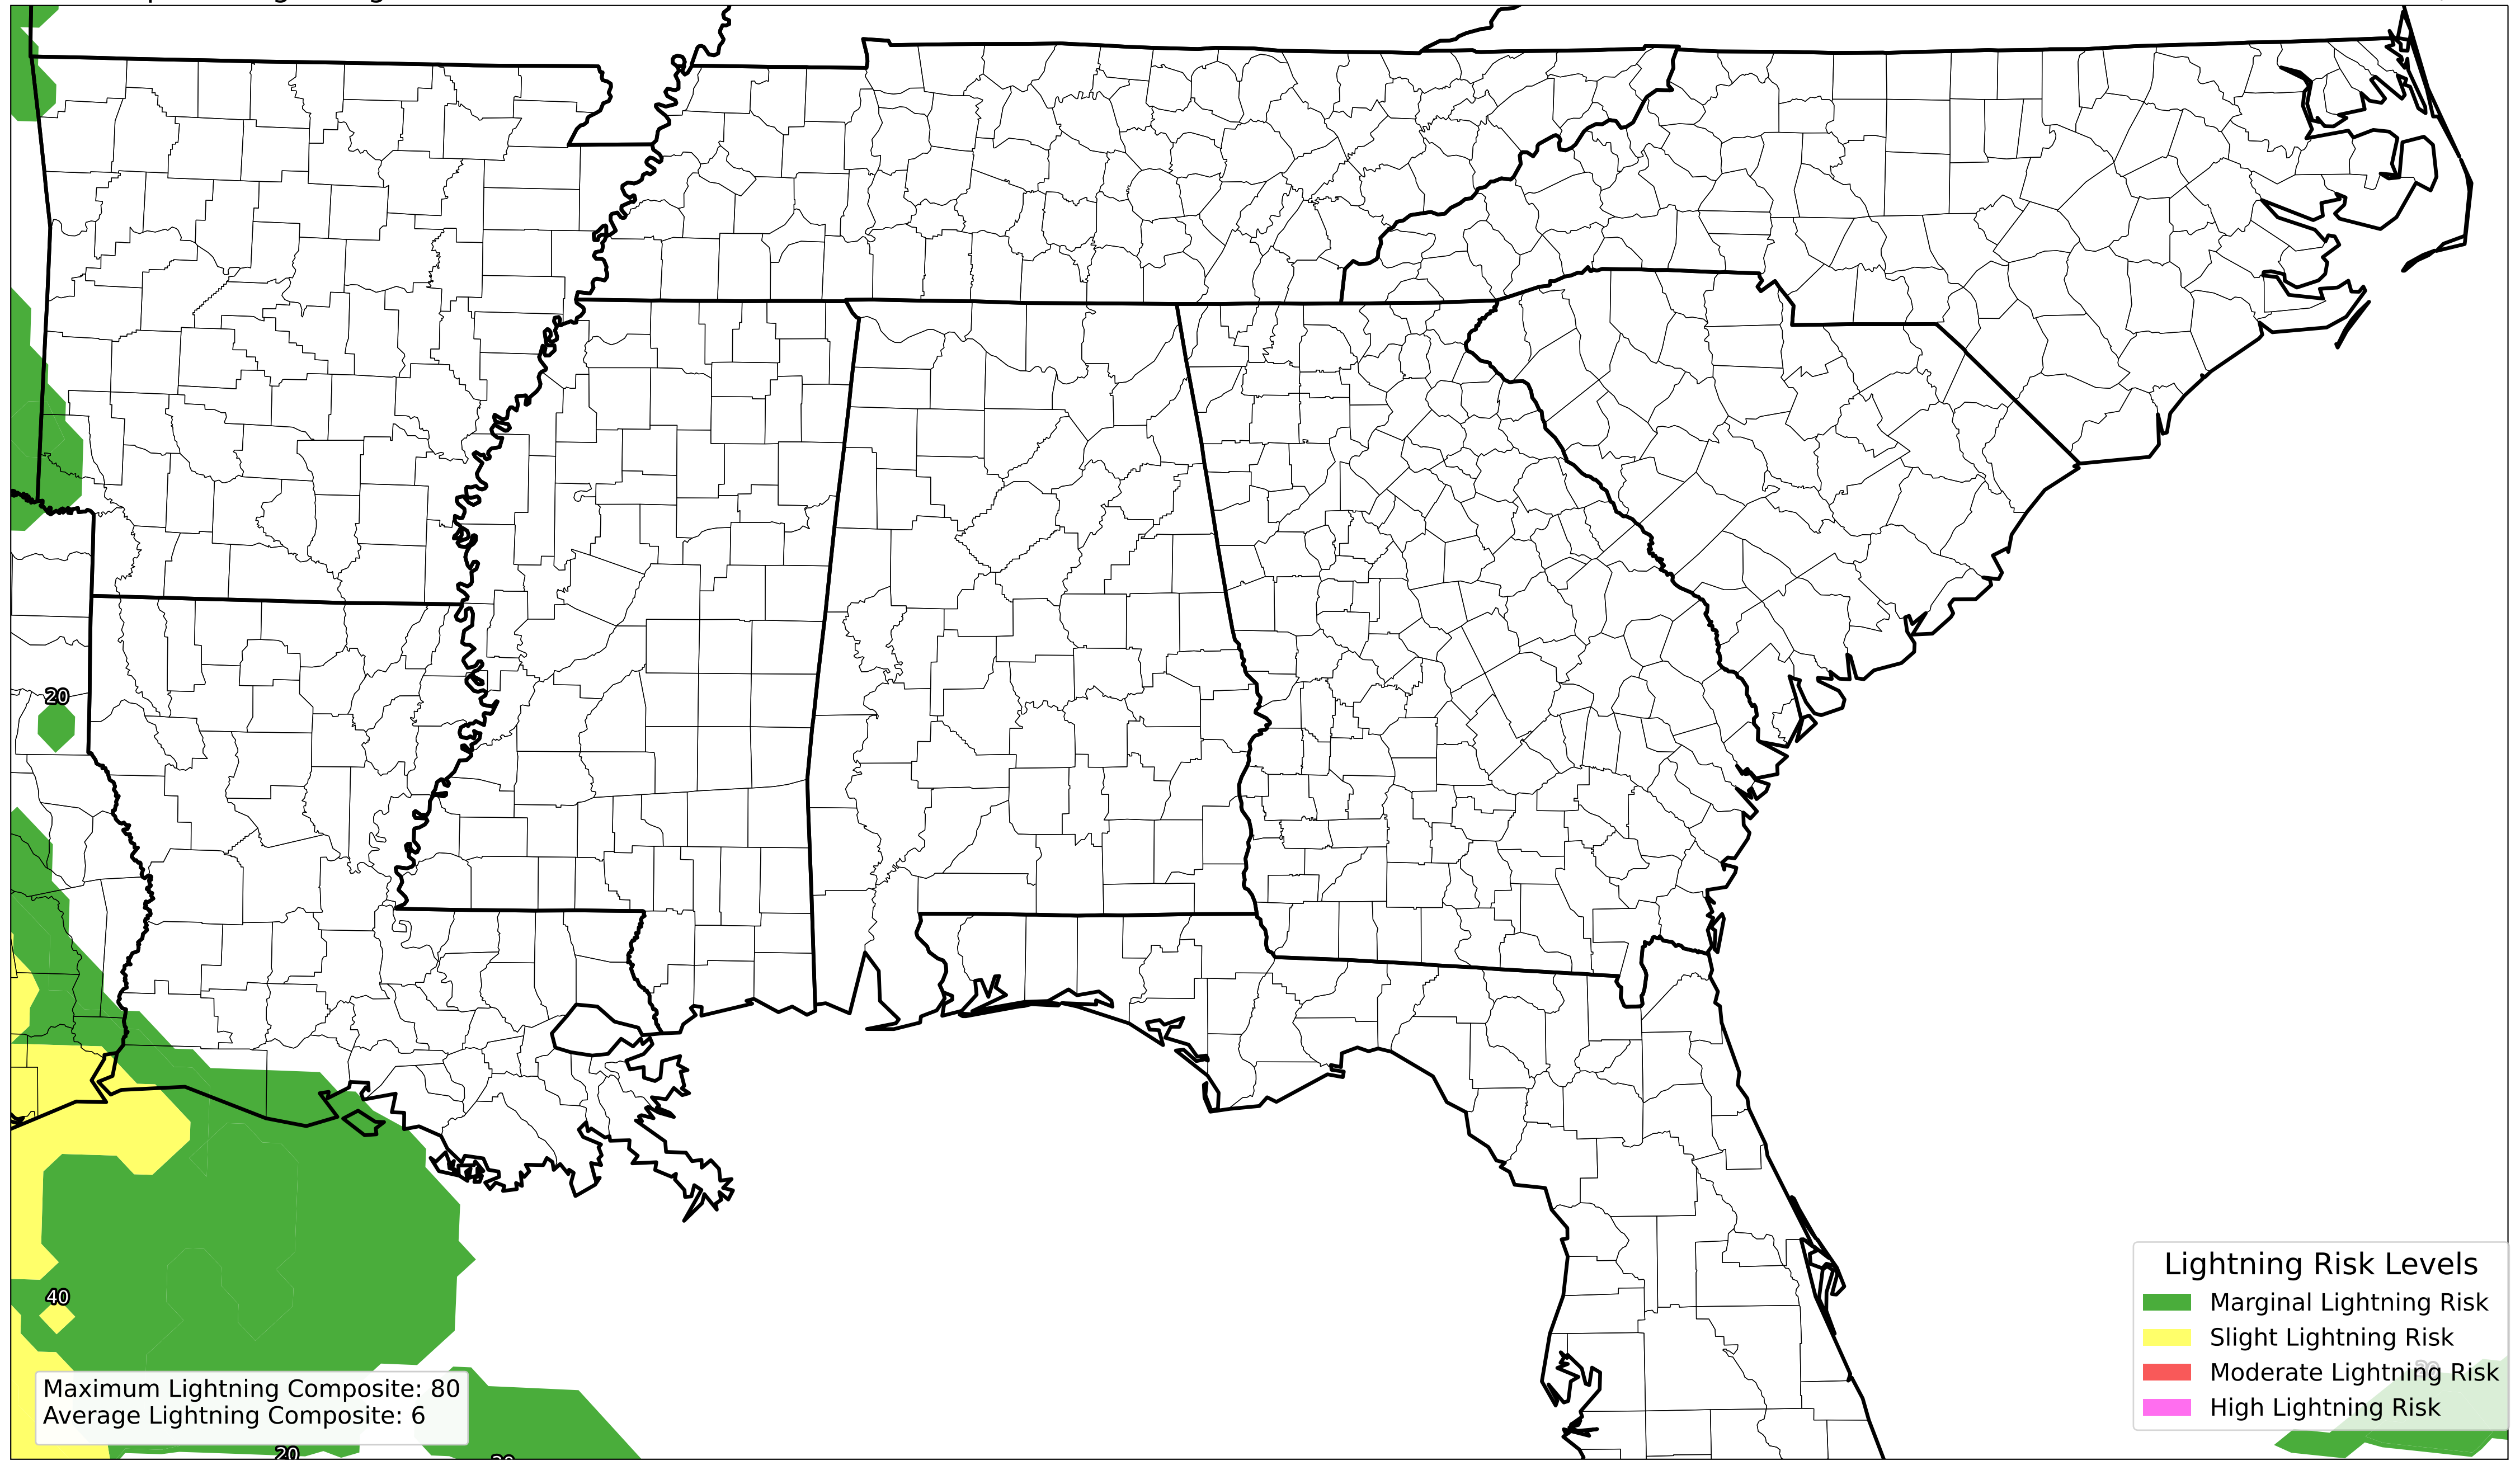 20
40
Lightning Risk Levels
Marginal Lightning Risk
Slight Lightning Risk
Moderate Lightning Risk
High Lightning Risk
Maximum Lightning Composite: 80
Average Lightning Composite: 6
20